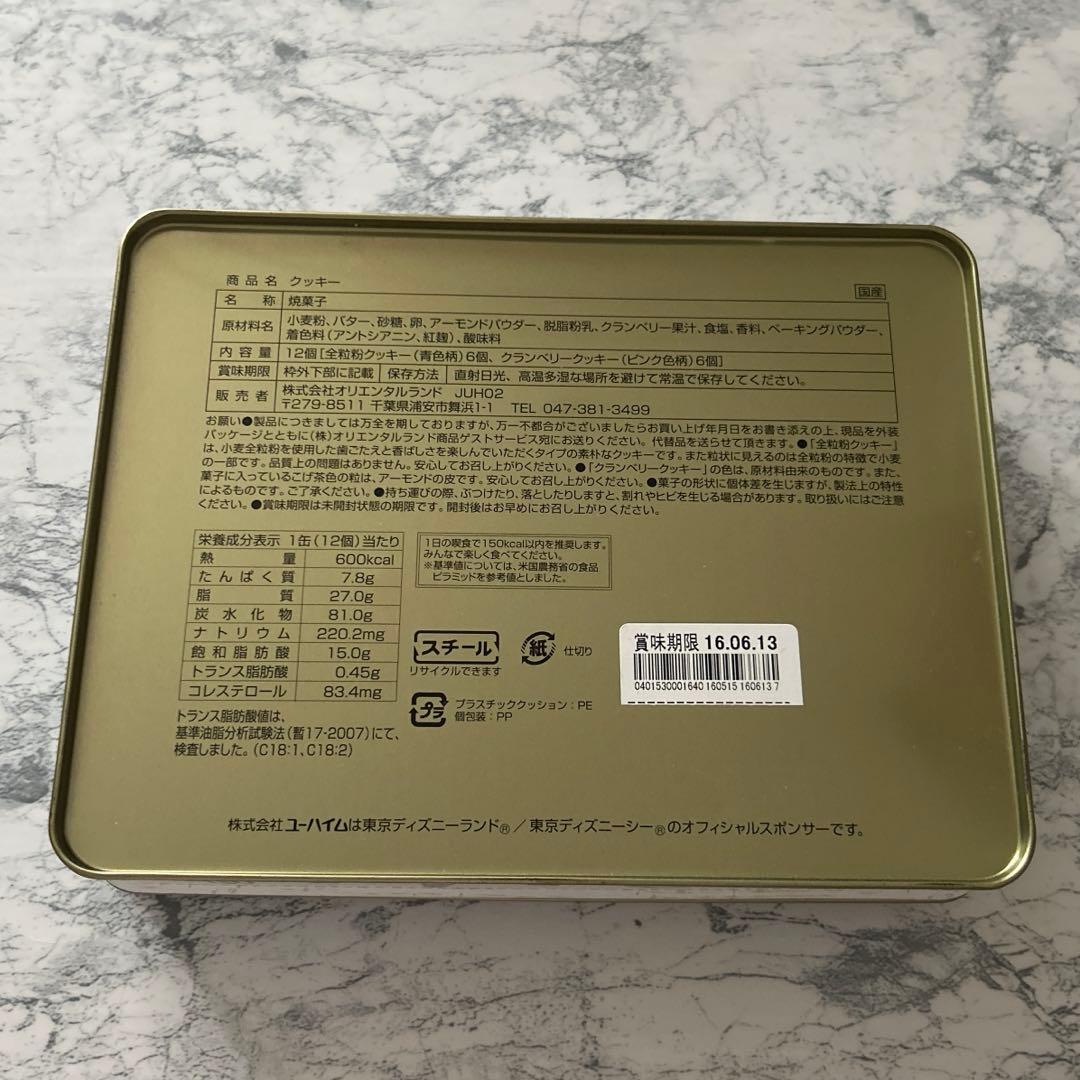 商品名 クッキー
国産
名称 焼菓子
原材料名 小麦粉、バター、砂糖、卵、アーモンドパウダー、脱脂粉乳、クランベリー果汁、食塩、香料、ベーキングパウダー、
着色料(アントシアニン、紅麹)、酸味料
内容量 12個[全粒粉クッキー(青色柄)6個、クランベリークッキー(ピンク色柄)6個]
賞味期限 枠外下部に記載 保存方法 直射日光、高温多湿な場所を避けて常温で保存してください。
販売者 株式会社オリエンタルランド JUH02
〒279-8511 千葉県浦安市舞浜1-1 TEL 047-381-3499
お願い●製品につきましては万全を期しておりますが、万一不都合がございましたらお買い上げ年月日をお書き添えの上、現品を外装
パッケージとともに(株)オリエンタルランド商品ゲストサービス宛にお送りください。代替品を送らせて頂きます。●「全粒粉クッキー」
は、小麦全粒粉を使用した歯ごたえと香ばしさを楽しんでいただくタイプの素朴なクッキーです。また粒状に見えるのは全粒粉の特徴で小麦
の一部です。品質上の問題はありません。安心してお召し上がりください。●「クランベリークッキー」の色は、原材料由来のものです。また、
菓子に入っているこげ茶色の粒は、アーモンドの皮です。安心してお召し上がりください。●菓子の形状に個体差を生じますが、製法上の特性
によるものです。ご了承ください。●持ち運びの際、ぶつけたり、落としたりしますと、割れやヒビを生じる場合があります。取り扱いにはご注意
ください。●賞味期限は未開封状態の期限です。開封後はお早めにお召し上がりください。
栄養成分表示 1缶(12個)当たり
熱量 600kcal
たんぱく質 7.8g
脂質 27.0g
炭水化物 81.0g
ナトリウム 220.2mg
飽和脂肪酸 15.0g
トランス脂肪酸 0.45g
コレステロール 83.4mg
トランス脂肪酸値は、
基準油脂分析試験法(暫17-2007)にて、
検査しました。(C18:1、C18:2)
1日の喫食で150kcal以内を推奨します。
みんなで楽しく食べてください。
※基準値については、米国農務省の食品
ピラミッドを参考値としました。
スチール
リサイクルできます
紙 仕切り
プラ
プラスチッククッション:PE
個包装:PP
賞味期限 16.06.13
0401530001640 160515 160613 7
株式会社ユーハイムは東京ディズニーランド®/東京ディズニーシー®のオフィシャルスポンサーです。